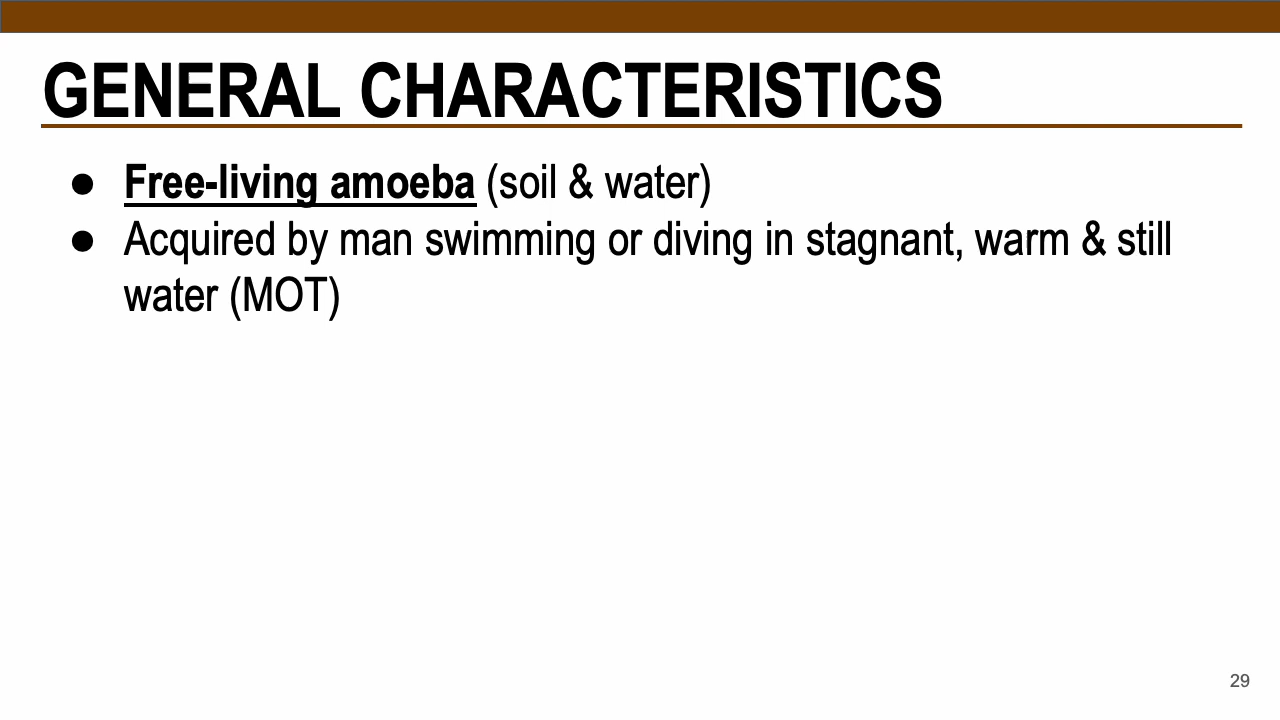 GENERAL CHARACTERISTICS
● Free-living amoeba (soil & water)
● Acquired by man swimming or diving in stagnant, warm & still
water (MOT)
29